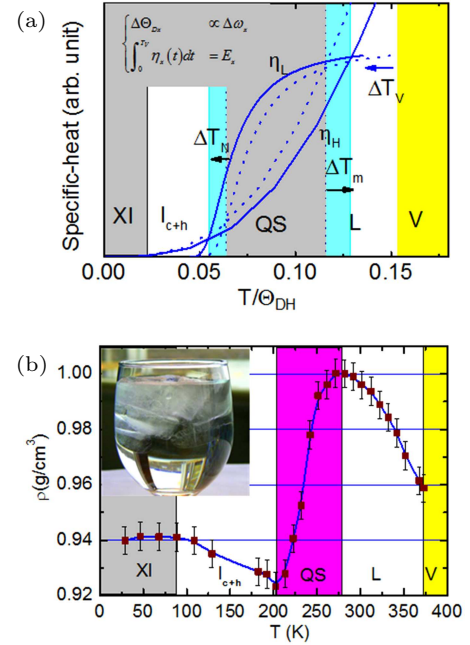 (a)
ΔΘ_Dx ∝ Δω_x
∫_0^{T_V} η_x(t)dt = E_x
η_L
ΔT_V
ΔT_N
η_H
ΔT_m
XI I_c+h QS L V
Specific-heat (arb. unit)
0.00 0.05 0.10 0.15
T/Θ_DH
(b)
1.00
0.98
0.96
0.94
0.92
ρ(g/cm³)
XI I_c+h QS L V
0 50 100 150 200 250 300 350 400
T (K)